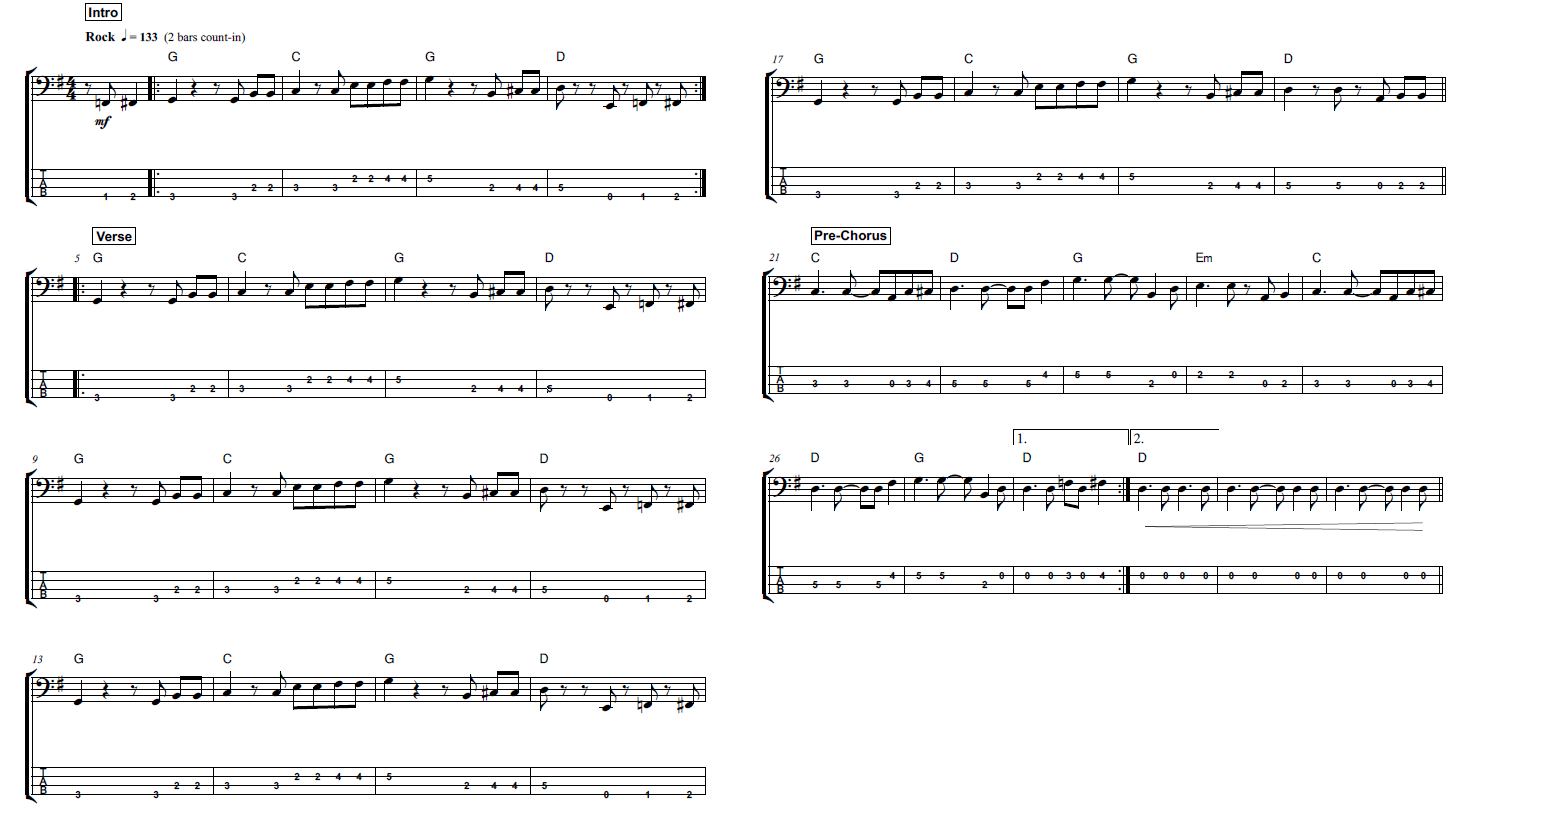 Intro
Rock ♩ = 133 (2 bars count-in)
G C G D
4
4
mf
T
A
B
1 2 3 3 2 2 3 3 2 2 4 4 5 2 4 4 5 0 1 2
Verse
5 G C G D
T
A
B
3 3 2 2 3 3 2 2 4 4 5 2 4 4 5 0 1 2
9 G C G D
T
A
B
3 3 2 2 3 3 2 2 4 4 5 2 4 4 5 0 1 2
13 G C G D
T
A
B
3 3 2 2 3 3 2 2 4 4 5 2 4 4 5 0 1 2
17 G C G D
T
A
B
3 3 2 2 3 3 2 2 4 4 5 2 4 4 5 5 0 2 2
Pre-Chorus
21 C D G Em C
T
A
B
3 3 0 3 4 5 5 5 4 5 5 2 0 2 2 0 2 3 3 0 3 4
1. 2.
26 D G D D
T
A
B
5 5 5 4 5 5 2 0 0 0 3 0 4 0 0 0 0 0 0 0 0 0 0 0 0